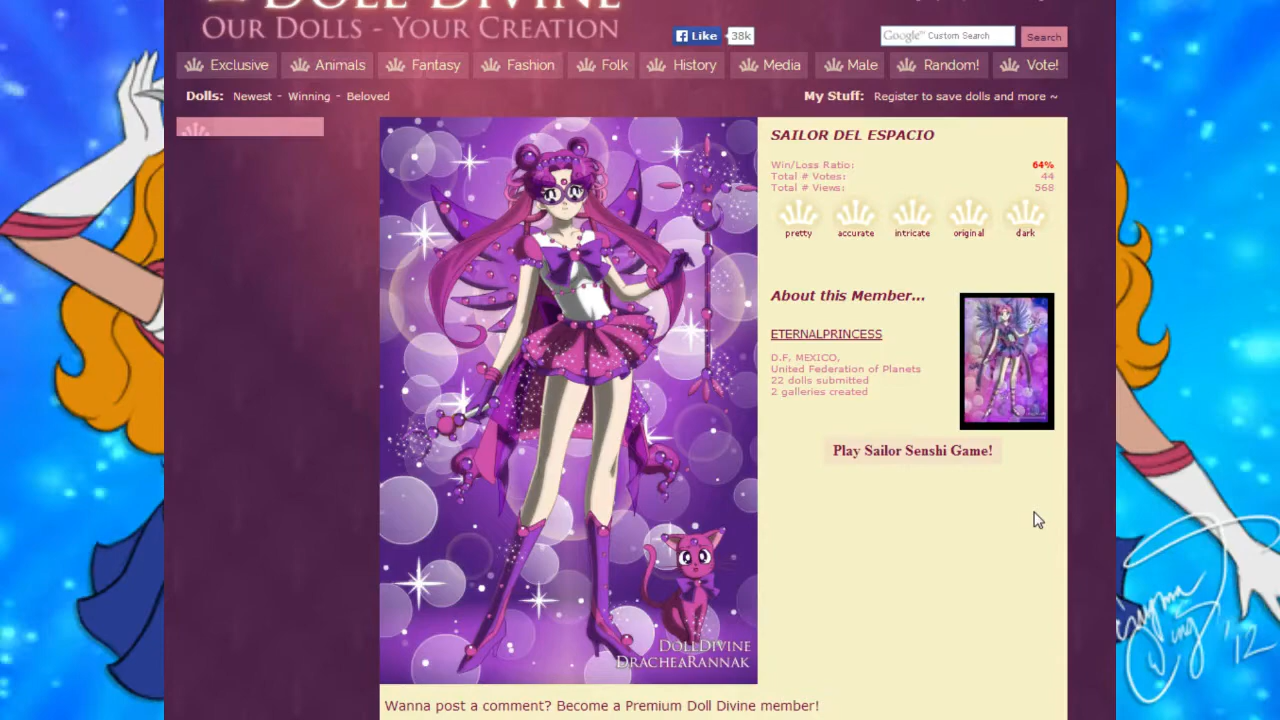 DOLL DIVINE
OUR DOLLS - YOUR CREATION
Like 38k
Google™ Custom Search
Search
Exclusive Animals Fantasy Fashion Folk History Media Male Random! Vote!
Dolls: Newest - Winning - Beloved
My Stuff: Register to save dolls and more ~
SAILOR DEL ESPACIO
Win/Loss Ratio: 64%
Total # Votes: 44
Total # Views: 568
pretty accurate intricate original dark
About this Member...
ETERNALPRINCESS
D.F, MEXICO,
United Federation of Planets
22 dolls submitted
2 galleries created
Play Sailor Senshi Game!
DOLLDIVINE
DRACHEARANNAK
'12
Wanna post a comment? Become a Premium Doll Divine member!